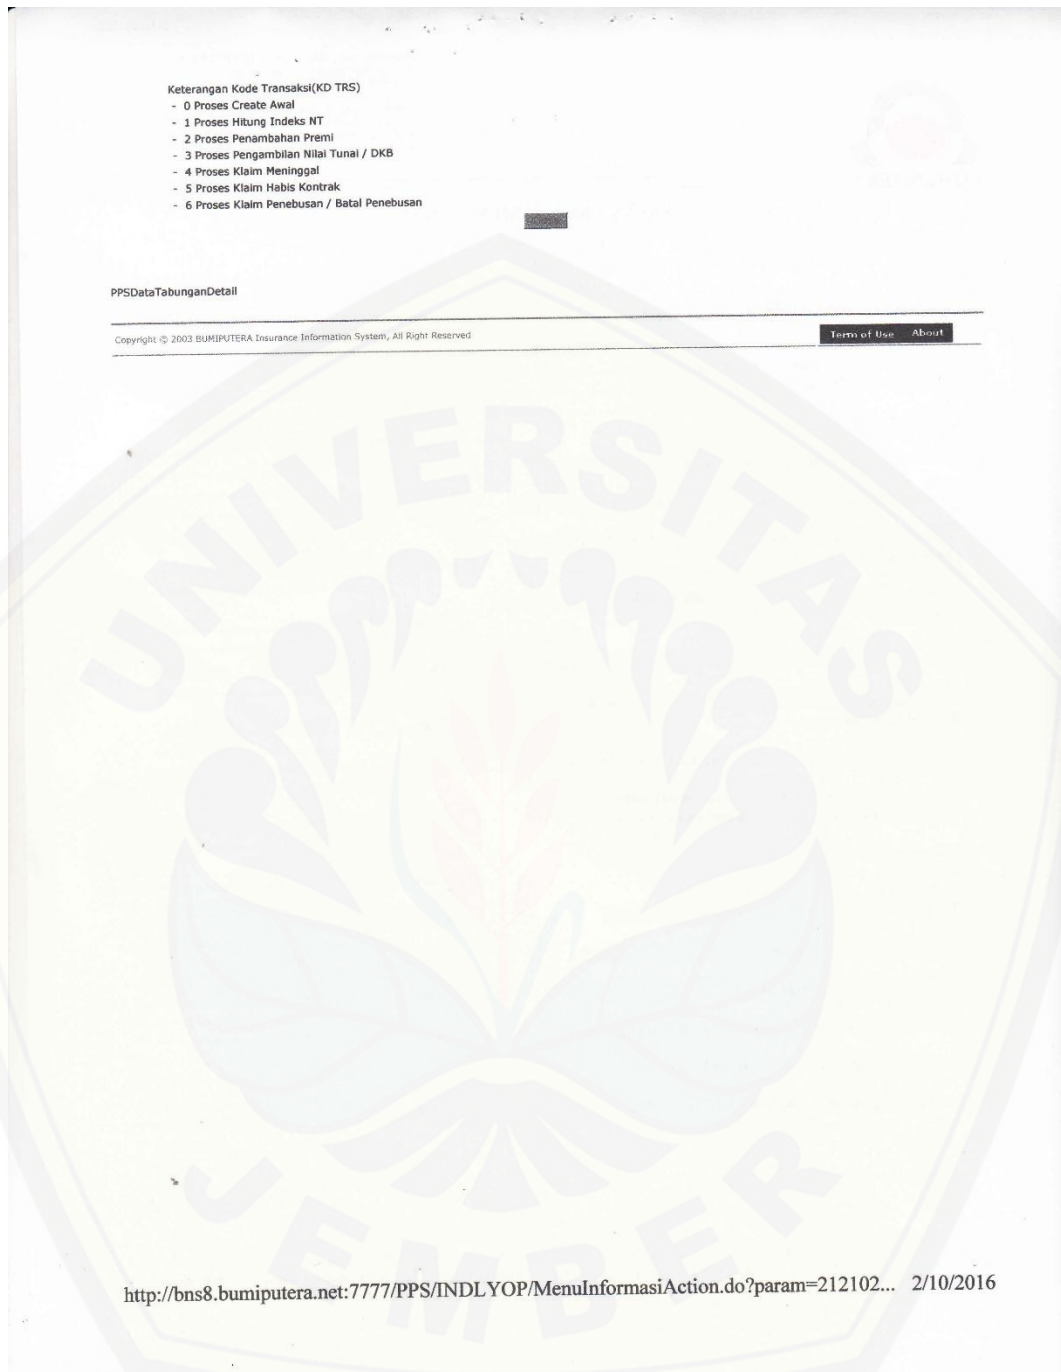 Keterangan Kode Transaksi(KD TRS)
- 0 Proses Create Awal
- 1 Proses Hitung Indeks NT
- 2 Proses Penambahan Premi
- 3 Proses Pengambilan Nilai Tunai / DKB
- 4 Proses Klaim Meninggal
- 5 Proses Klaim Habis Kontrak
- 6 Proses Klaim Penebusan / Batal Penebusan
PPSDataTabunganDetail
Copyright © 2003 BUMIPUTERA Insurance Information System, All Right Reserved
Term of Use About
UNIVERSITAS
JEMBER
http://bns8.bumiputera.net:7777/PPS/INDLYOP/MenuInformasiAction.do?param=212102... 2/10/2016